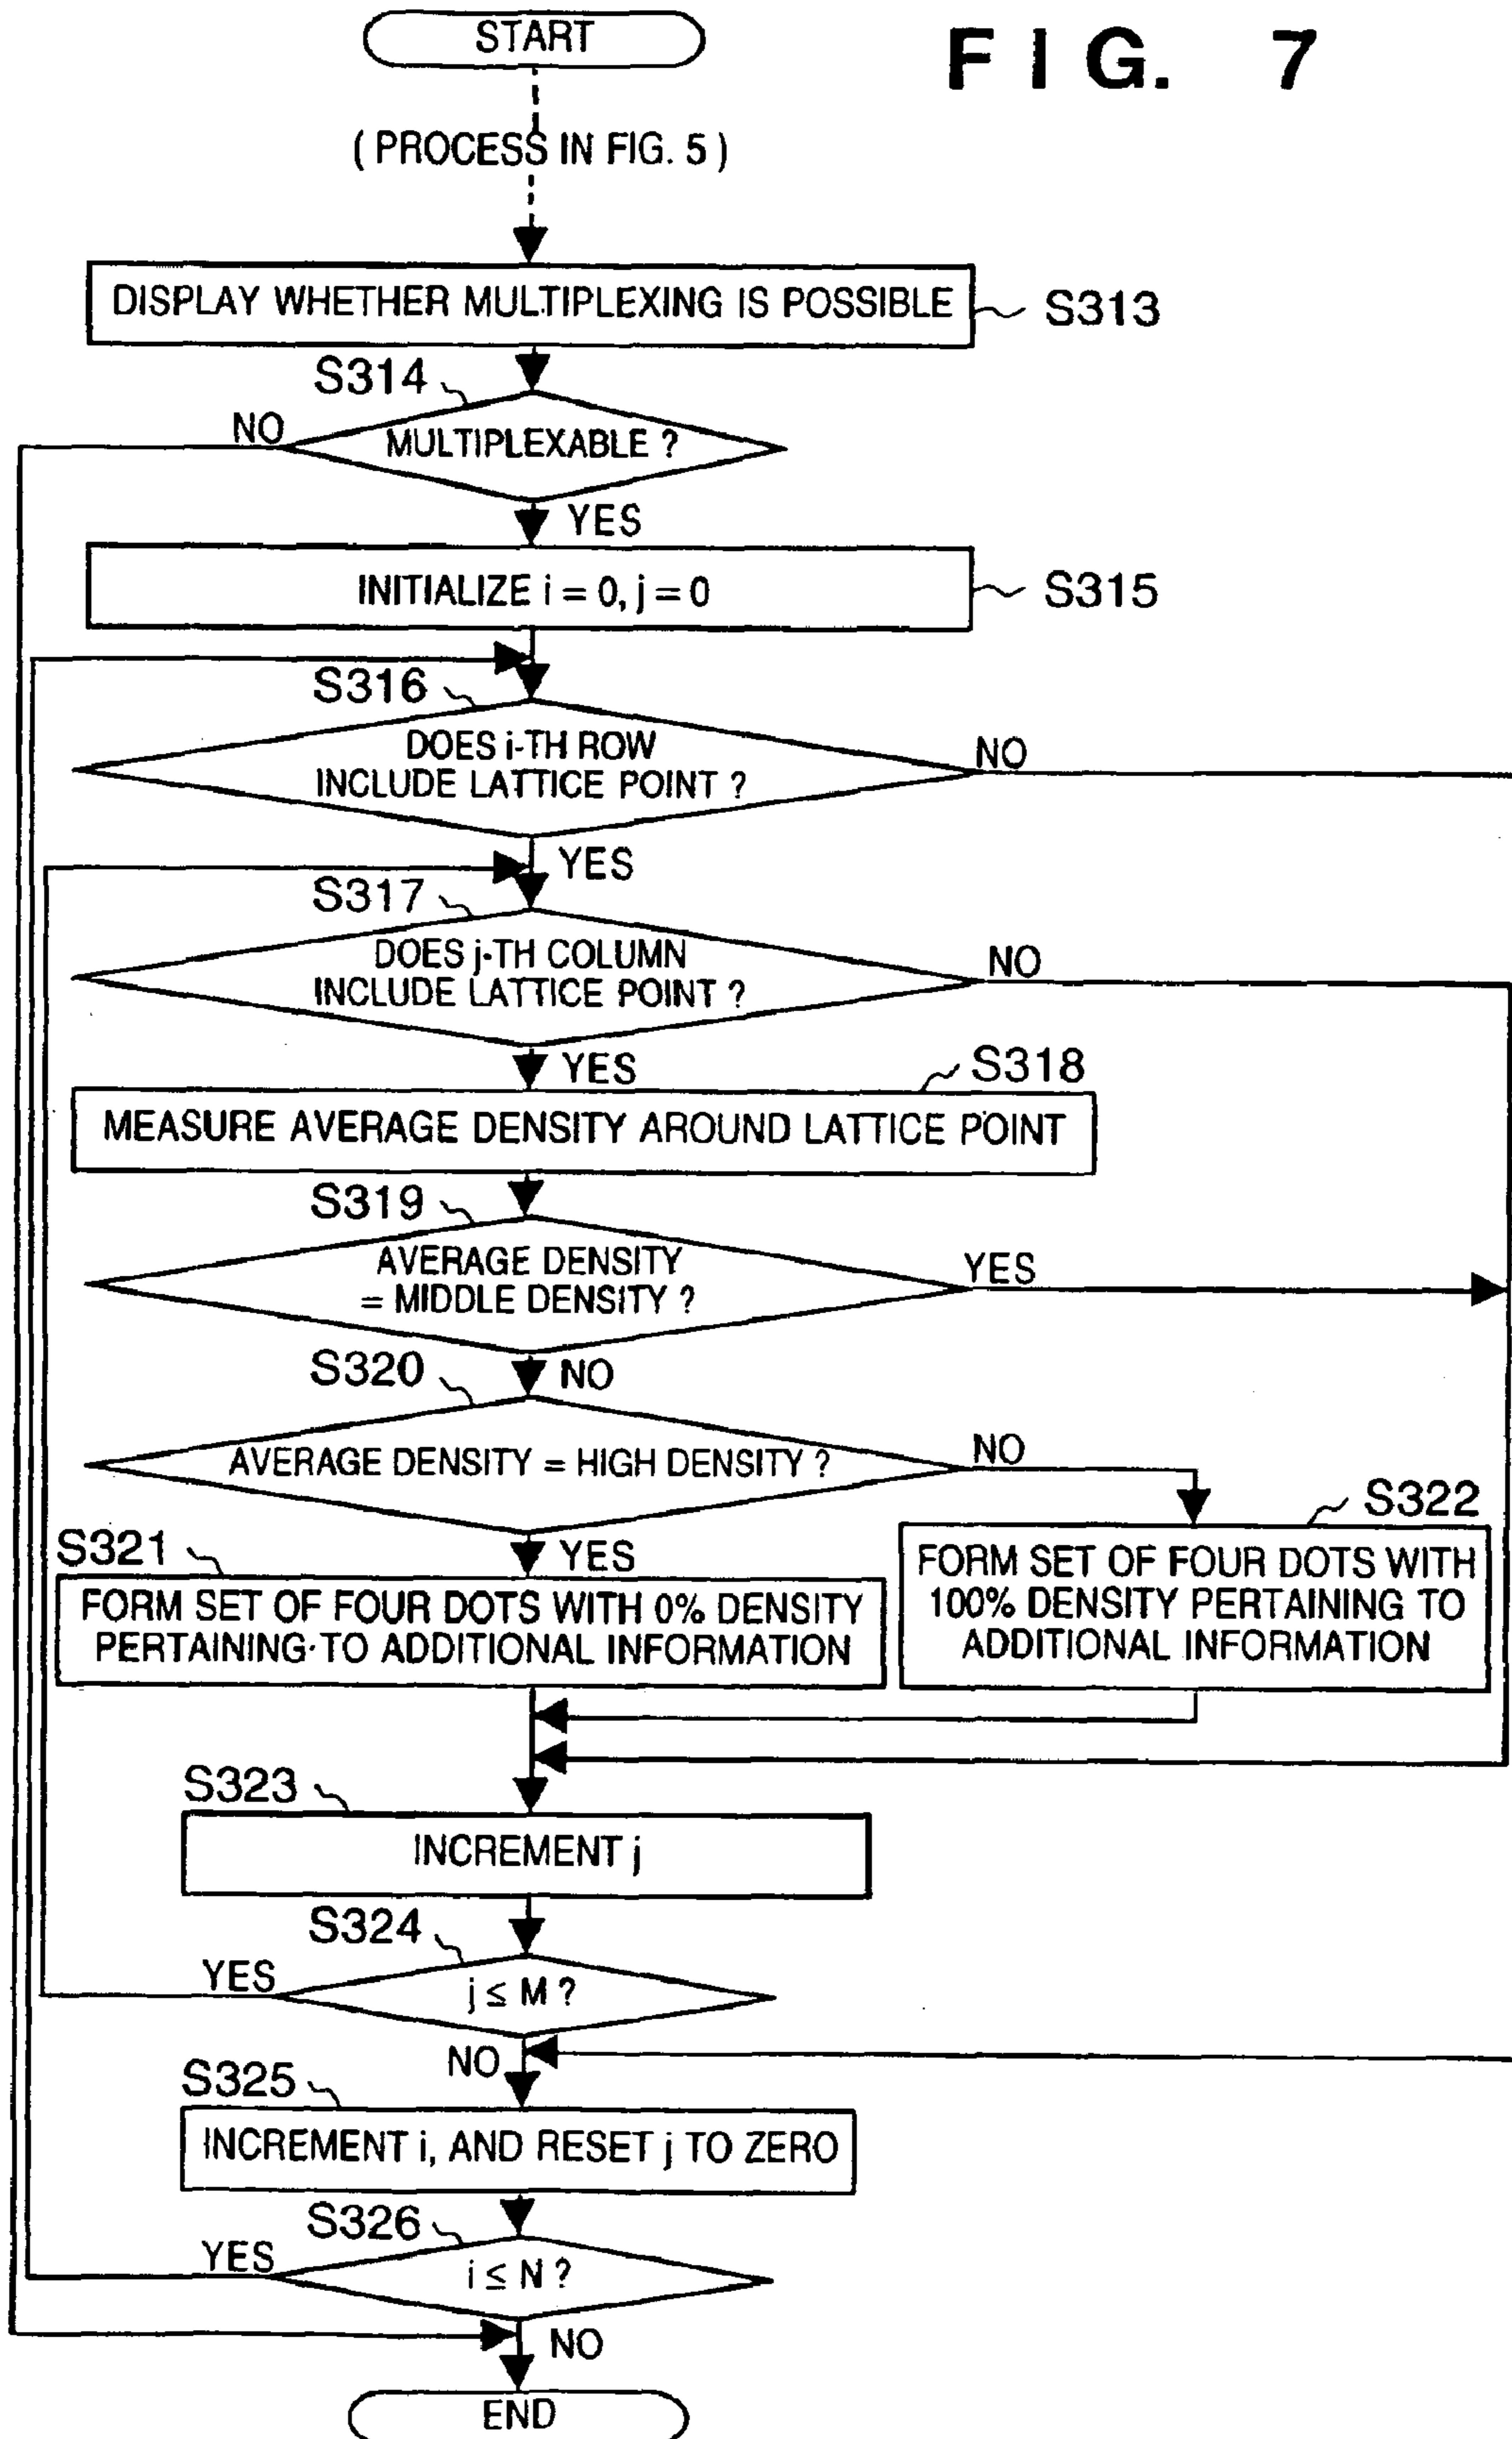 START
FIG. 7
( PROCESS IN FIG. 5 )
DISPLAY WHETHER MULTIPLEXING IS POSSIBLE
S313
S314
NO
MULTIPLEXABLE ?
YES
INITIALIZE i = 0, j = 0
S315
S316
DOES i-TH ROW
INCLUDE LATTICE POINT ?
NO
YES
S317
DOES j-TH COLUMN
INCLUDE LATTICE POINT ?
NO
YES
S318
MEASURE AVERAGE DENSITY AROUND LATTICE POINT
S319
AVERAGE DENSITY
= MIDDLE DENSITY ?
YES
NO
S320
AVERAGE DENSITY = HIGH DENSITY ?
NO
YES
S321
FORM SET OF FOUR DOTS WITH 0% DENSITY
PERTAINING TO ADDITIONAL INFORMATION
S322
FORM SET OF FOUR DOTS WITH
100% DENSITY PERTAINING TO
ADDITIONAL INFORMATION
S323
INCREMENT j
S324
YES
j ≤ M ?
NO
S325
INCREMENT i, AND RESET j TO ZERO
S326
YES
i ≤ N ?
NO
END